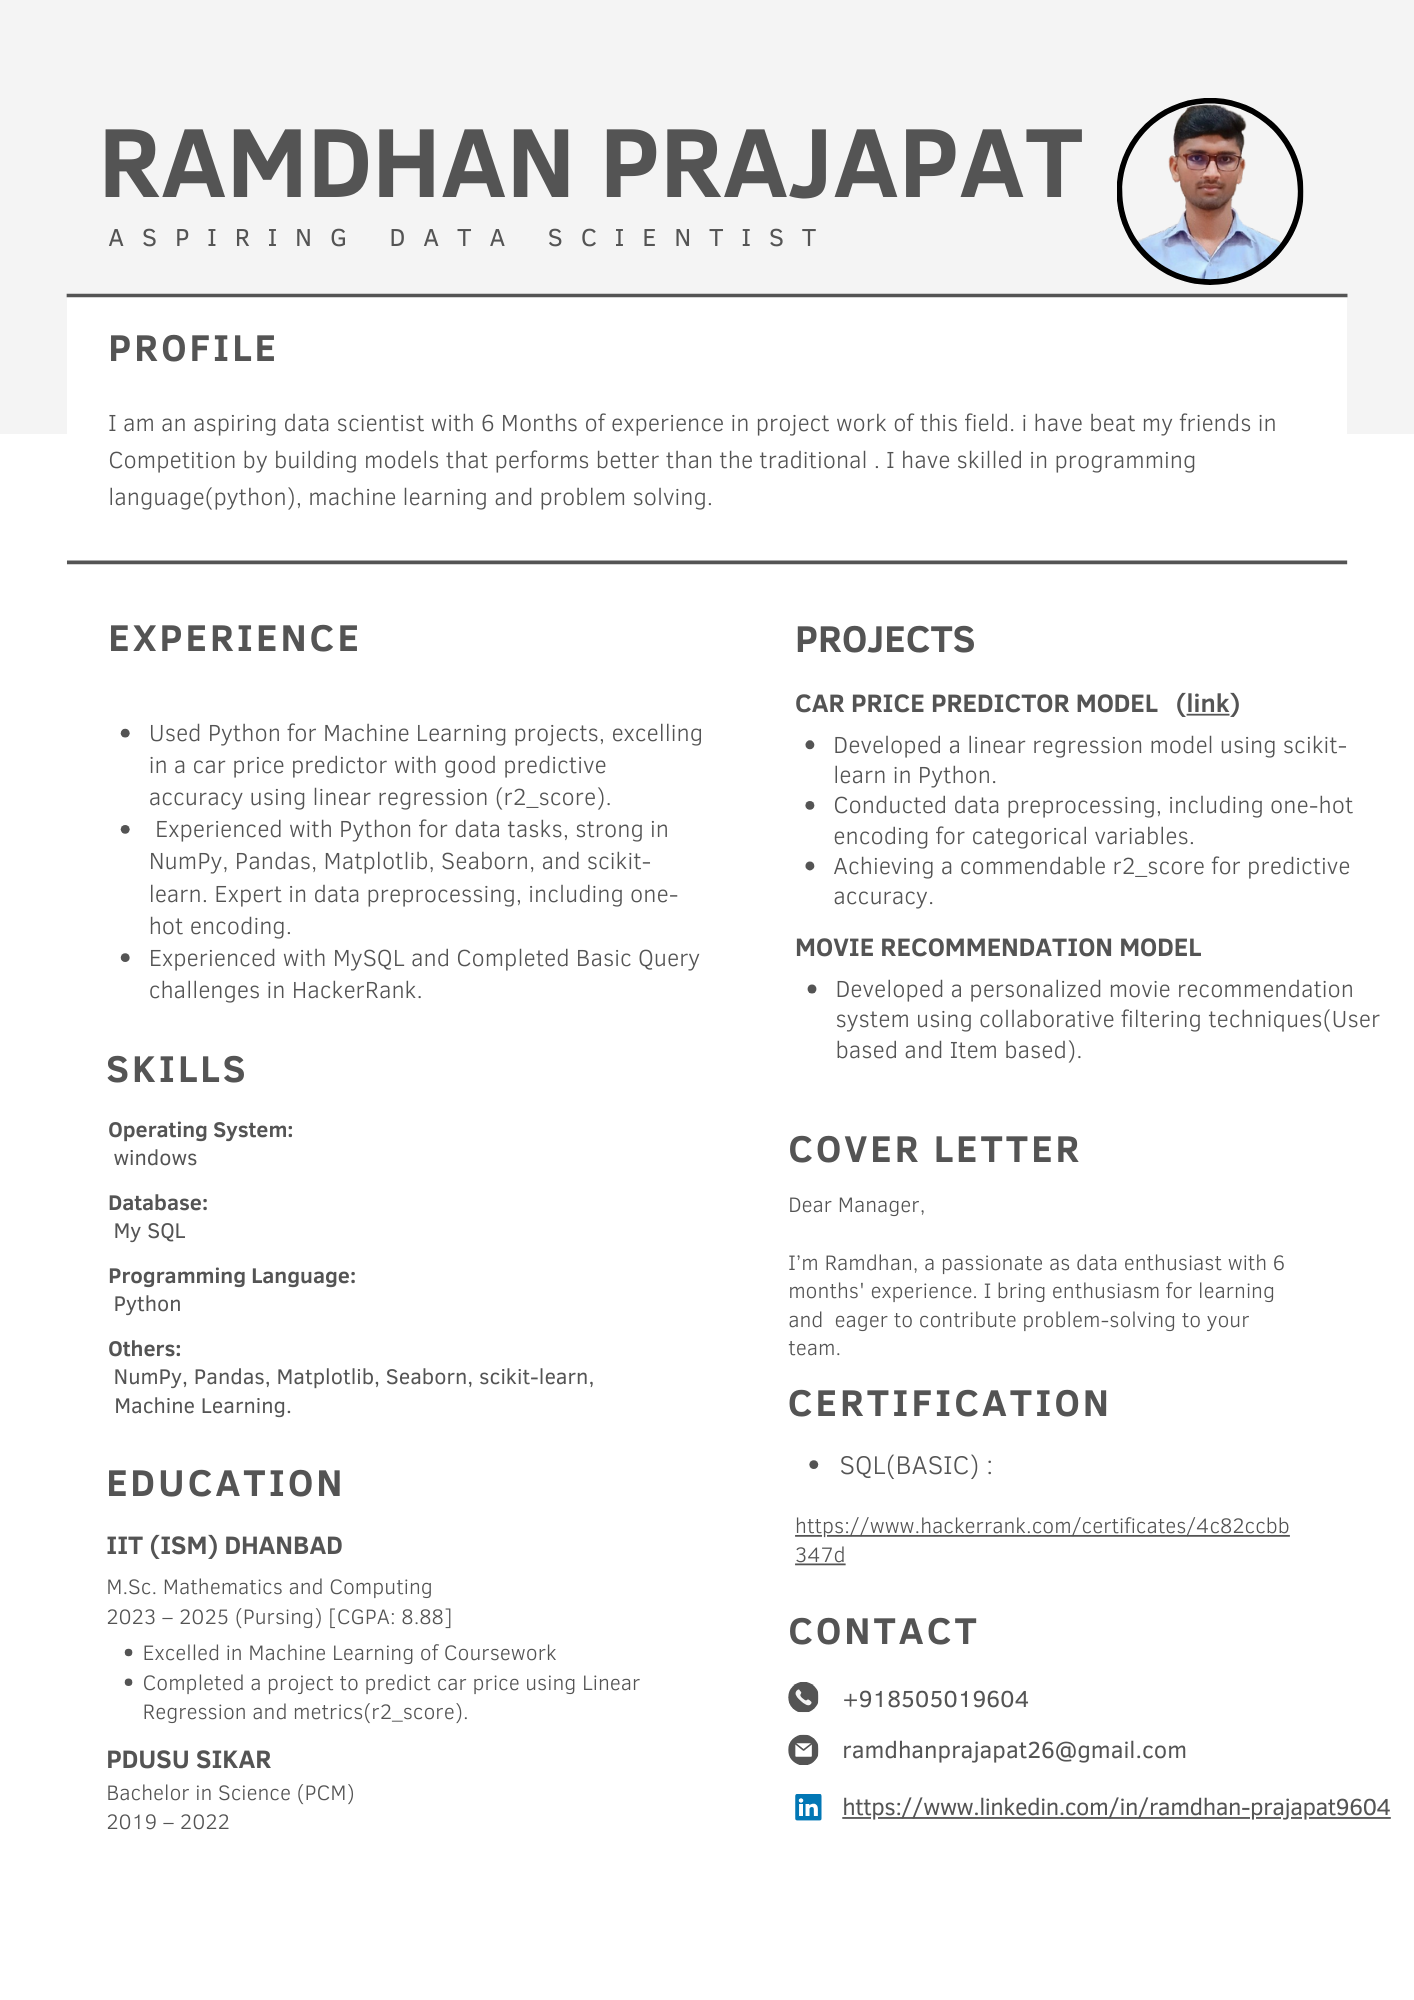 RAMDHAN PRAJAPAT
ASPIRING DATA SCIENTIST
PROFILE
I am an aspiring data scientist with 6 Months of experience in project work of this field. i have beat my friends in
Competition by building models that performs better than the traditional . I have skilled in programming
language(python), machine learning and problem solving.
EXPERIENCE
• Used Python for Machine Learning projects, excelling
in a car price predictor with good predictive
accuracy using linear regression (r2_score).
• Experienced with Python for data tasks, strong in
NumPy, Pandas, Matplotlib, Seaborn, and scikit-
learn. Expert in data preprocessing, including one-
hot encoding.
• Experienced with MySQL and Completed Basic Query
challenges in HackerRank.
SKILLS
Operating System:
windows
Database:
My SQL
Programming Language:
Python
Others:
NumPy, Pandas, Matplotlib, Seaborn, scikit-learn,
Machine Learning.
EDUCATION
IIT (ISM) DHANBAD
M.Sc. Mathematics and Computing
2023 – 2025 (Pursing) [CGPA: 8.88]
• Excelled in Machine Learning of Coursework
• Completed a project to predict car price using Linear
Regression and metrics(r2_score).
PDUSU SIKAR
Bachelor in Science (PCM)
2019 – 2022
PROJECTS
CAR PRICE PREDICTOR MODEL (link)
• Developed a linear regression model using scikit-
learn in Python.
• Conducted data preprocessing, including one-hot
encoding for categorical variables.
• Achieving a commendable r2_score for predictive
accuracy.
MOVIE RECOMMENDATION MODEL
• Developed a personalized movie recommendation
system using collaborative filtering techniques(User
based and Item based).
COVER LETTER
Dear Manager,
I'm Ramdhan, a passionate as data enthusiast with 6
months' experience. I bring enthusiasm for learning
and eager to contribute problem-solving to your
team.
CERTIFICATION
• SQL(BASIC) :
https://www.hackerrank.com/certificates/4c82ccbb
347d
CONTACT
+918505019604
ramdhanprajapat26@gmail.com
in https://www.linkedin.com/in/ramdhan-prajapat9604